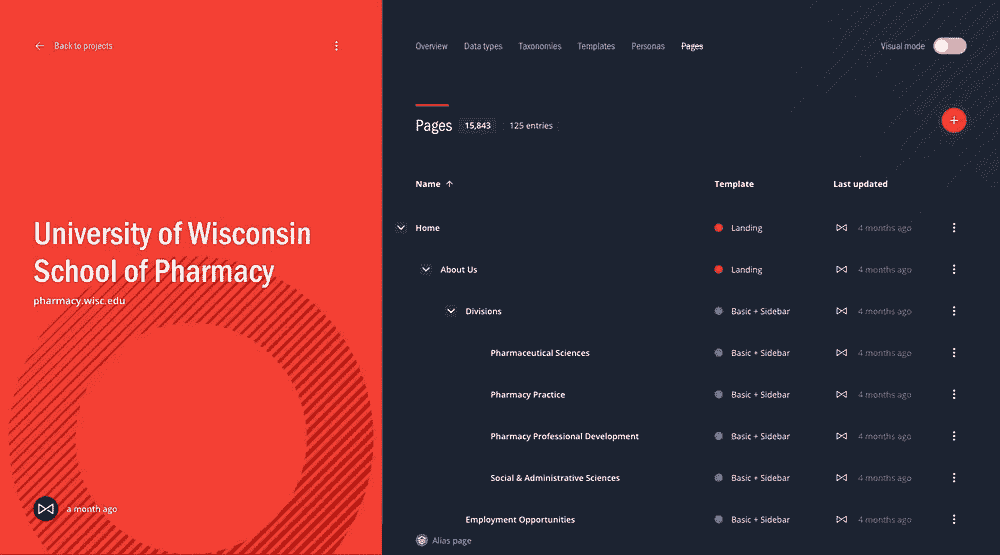 Back to projects
University of Wisconsin
School of Pharmacy
pharmacy.wisc.edu
a month ago
Overview Data types Taxonomies Templates Personas Pages Visual mode
Pages 15,843 125 entries
Name Template Last updated
Home Landing 4 months ago
About Us Landing 4 months ago
Divisions Basic + Sidebar 4 months ago
Pharmaceutical Sciences Basic + Sidebar 4 months ago
Pharmacy Practice Basic + Sidebar 4 months ago
Pharmacy Professional Development Basic + Sidebar 4 months ago
Social & Administrative Sciences Basic + Sidebar 4 months ago
Employment Opportunities Basic + Sidebar 4 months ago
Alias page